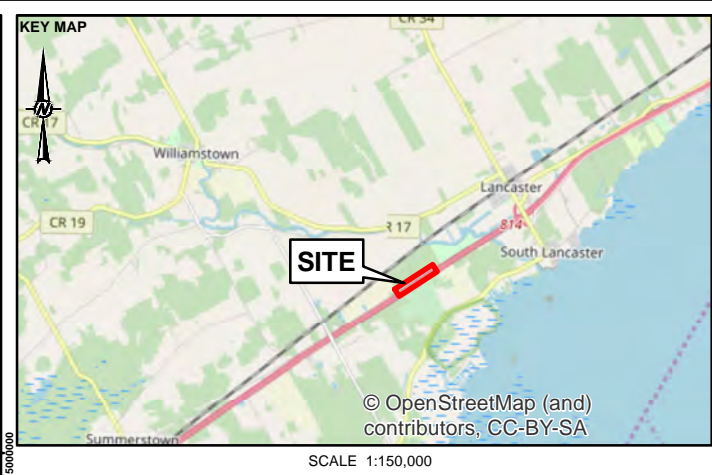 KEY MAP
CR 34
N
CR 17
Williamstown
Lancaster
CR 19
R 17
814
South Lancaster
SITE
© OpenStreetMap (and)
contributors, CC-BY-SA
Summerstown
5000000
SCALE 1:150,000